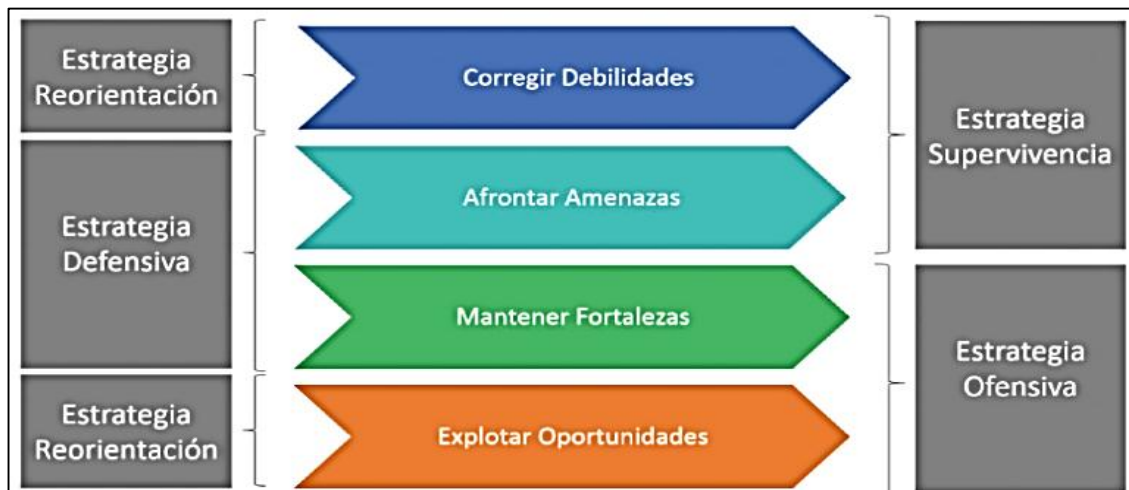 Estrategia
Reorientación
Corregir Debilidades
Estrategia
Supervivencia
Afrontar Amenazas
Estrategia
Defensiva
Mantener Fortalezas
Estrategia
Ofensiva
Estrategia
Reorientación
Explotar Oportunidades